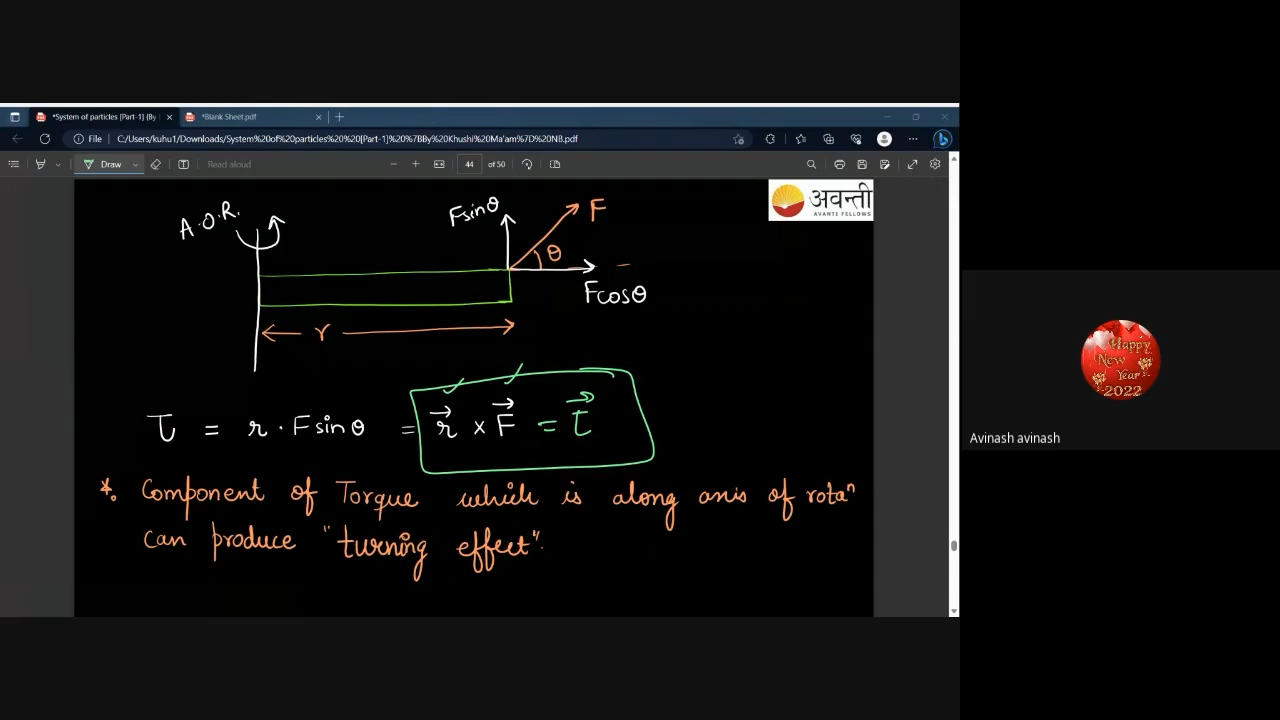 *System of particles [Part-1] {By
*Blank Sheet.pdf
File
C:/Users/kuhu1/Downloads/System%20of%20particles%20%20[Part-1]%20%7BBy%20Khushi%20Ma'am%7D%20NB.pdf
Draw
Read aloud
44 of 50
अवन्ती
AVANTI FELLOWS
A.O.R.
Fsinθ
F
θ
Fcosθ
r
τ = r · Fsinθ = r⃗ × F⃗ = τ⃗
*. Component of Torque which is along axis of rotaⁿ
can produce "turning effect".
Happy
New
Year
2022
Avinash avinash